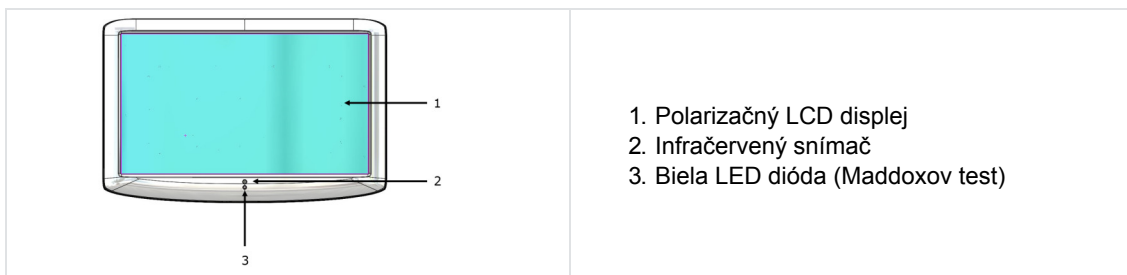 1
2
3
1. Polarizačný LCD displej
2. Infračervený snímač
3. Biela LED dióda (Maddoxov test)